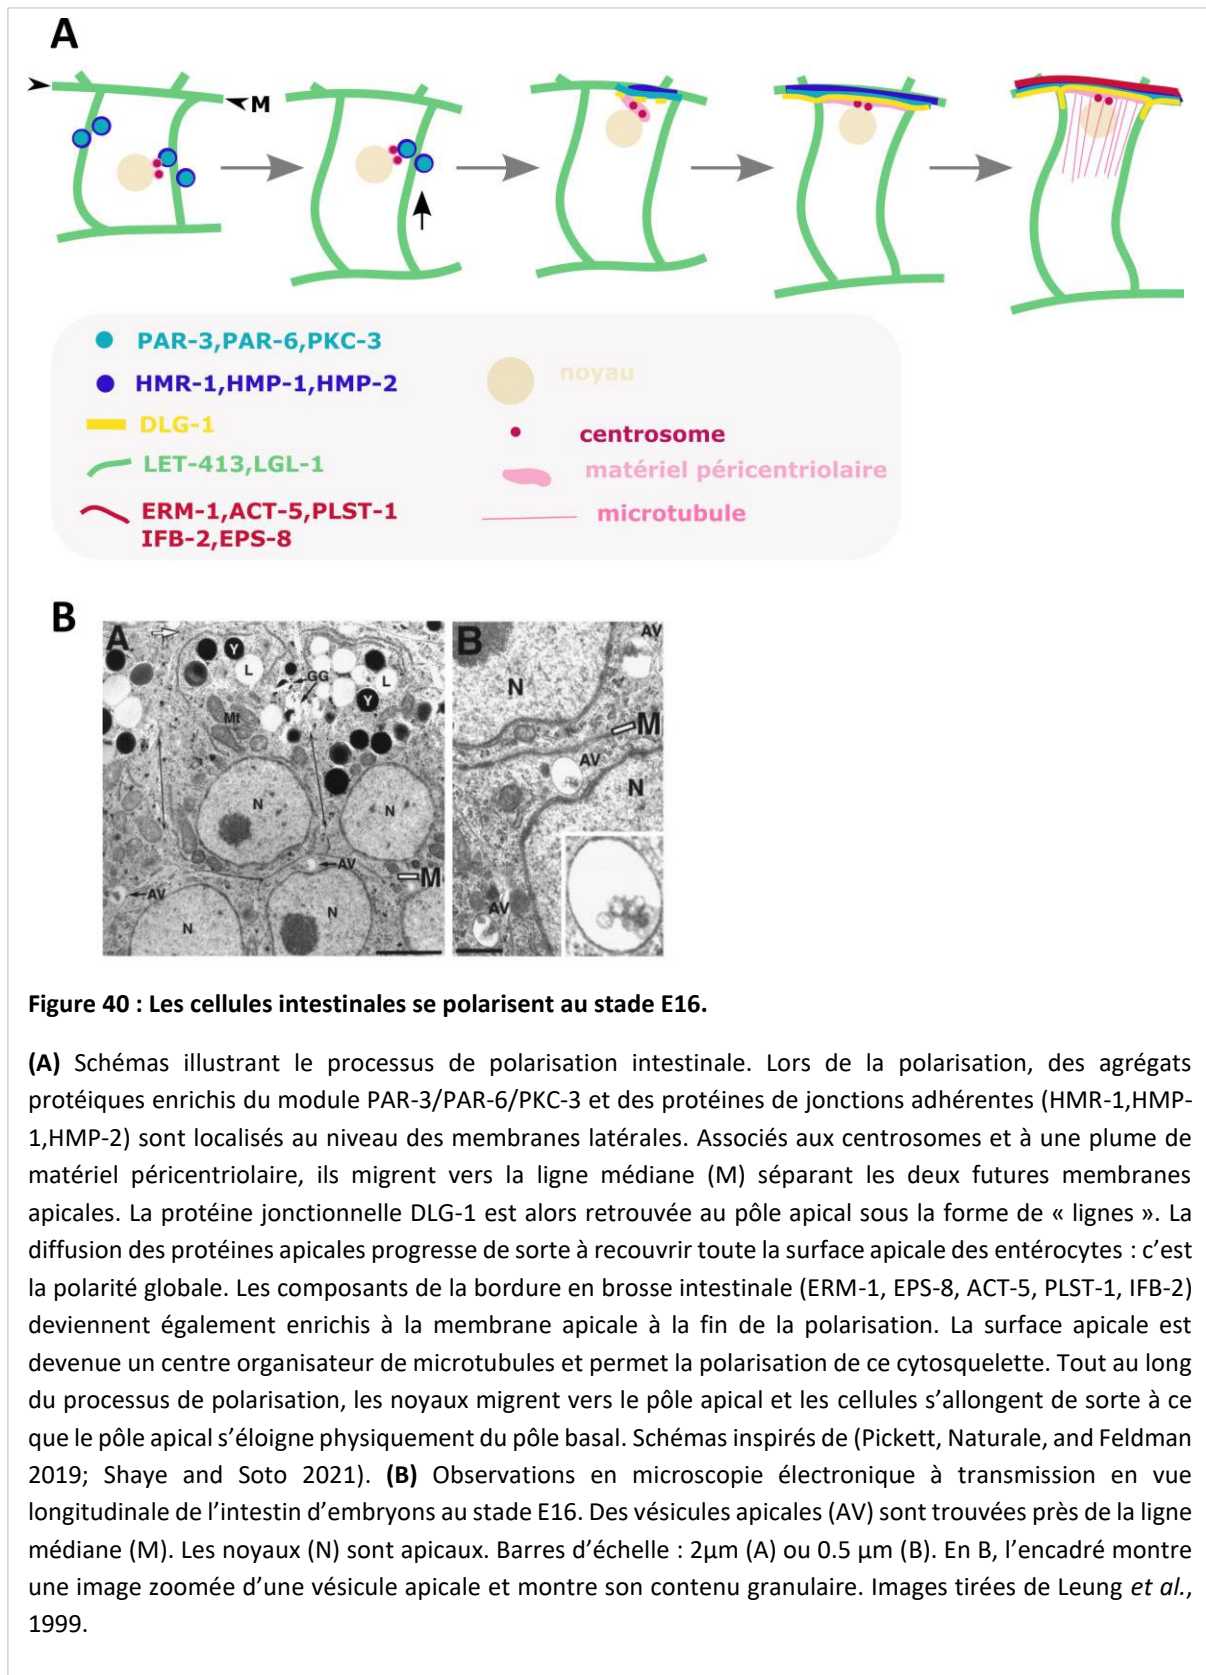 A
M
PAR-3,PAR-6,PKC-3
HMR-1,HMP-1,HMP-2
DLG-1
LET-413,LGL-1
ERM-1,ACT-5,PLST-1
IFB-2,EPS-8
noyau
centrosome
matériel péricentriolaire
microtubule
B
A
Y
L
GG
L
Y
Mt
N
N
AV
M
AV
N
N
B
AV
N
M
AV
N
AV
Figure 40 : Les cellules intestinales se polarisent au stade E16.
(A) Schémas illustrant le processus de polarisation intestinale. Lors de la polarisation, des agrégats
protéiques enrichis du module PAR-3/PAR-6/PKC-3 et des protéines de jonctions adhérentes (HMR-1,HMP-
1,HMP-2) sont localisés au niveau des membranes latérales. Associés aux centrosomes et à une plume de
matériel péricentriolaire, ils migrent vers la ligne médiane (M) séparant les deux futures membranes
apicales. La protéine jonctionnelle DLG-1 est alors retrouvée au pôle apical sous la forme de « lignes ». La
diffusion des protéines apicales progresse de sorte à recouvrir toute la surface apicale des entérocytes : c’est
la polarité globale. Les composants de la bordure en brosse intestinale (ERM-1, EPS-8, ACT-5, PLST-1, IFB-2)
deviennent également enrichis à la membrane apicale à la fin de la polarisation. La surface apicale est
devenue un centre organisateur de microtubules et permet la polarisation de ce cytosquelette. Tout au long
du processus de polarisation, les noyaux migrent vers le pôle apical et les cellules s’allongent de sorte à ce
que le pôle apical s’éloigne physiquement du pôle basal. Schémas inspirés de (Pickett, Naturale, and Feldman
2019; Shaye and Soto 2021). (B) Observations en microscopie électronique à transmission en vue
longitudinale de l’intestin d’embryons au stade E16. Des vésicules apicales (AV) sont trouvées près de la ligne
médiane (M). Les noyaux (N) sont apicaux. Barres d’échelle : 2µm (A) ou 0.5 µm (B). En B, l’encadré montre
une image zoomée d’une vésicule apicale et montre son contenu granulaire. Images tirées de Leung et al.,
1999.